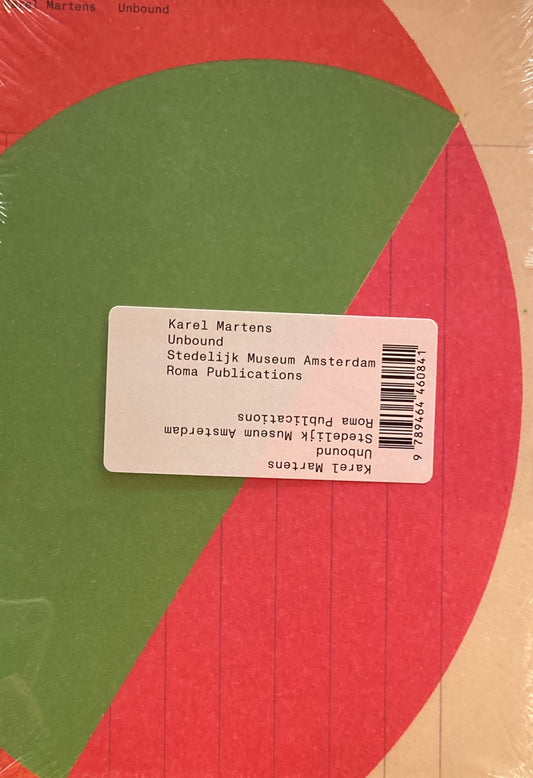 Martens Unbound
Karel Martens
Unbound
Stedelijk Museum Amsterdam
Roma Publications
9 789464 460841
Karel Martens
Unbound
Stedelijk Museum Amsterdam
Roma Publications